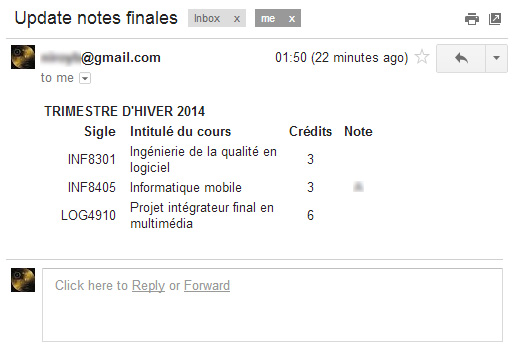 Update notes finales Inbox x me x
@gmail.com 01:50 (22 minutes ago)
to me
TRIMESTRE D'HIVER 2014
Sigle Intitulé du cours Crédits Note
INF8301 Ingénierie de la qualité en logiciel 3
INF8405 Informatique mobile 3
LOG4910 Projet intégrateur final en multimédia 6
Click here to Reply or Forward